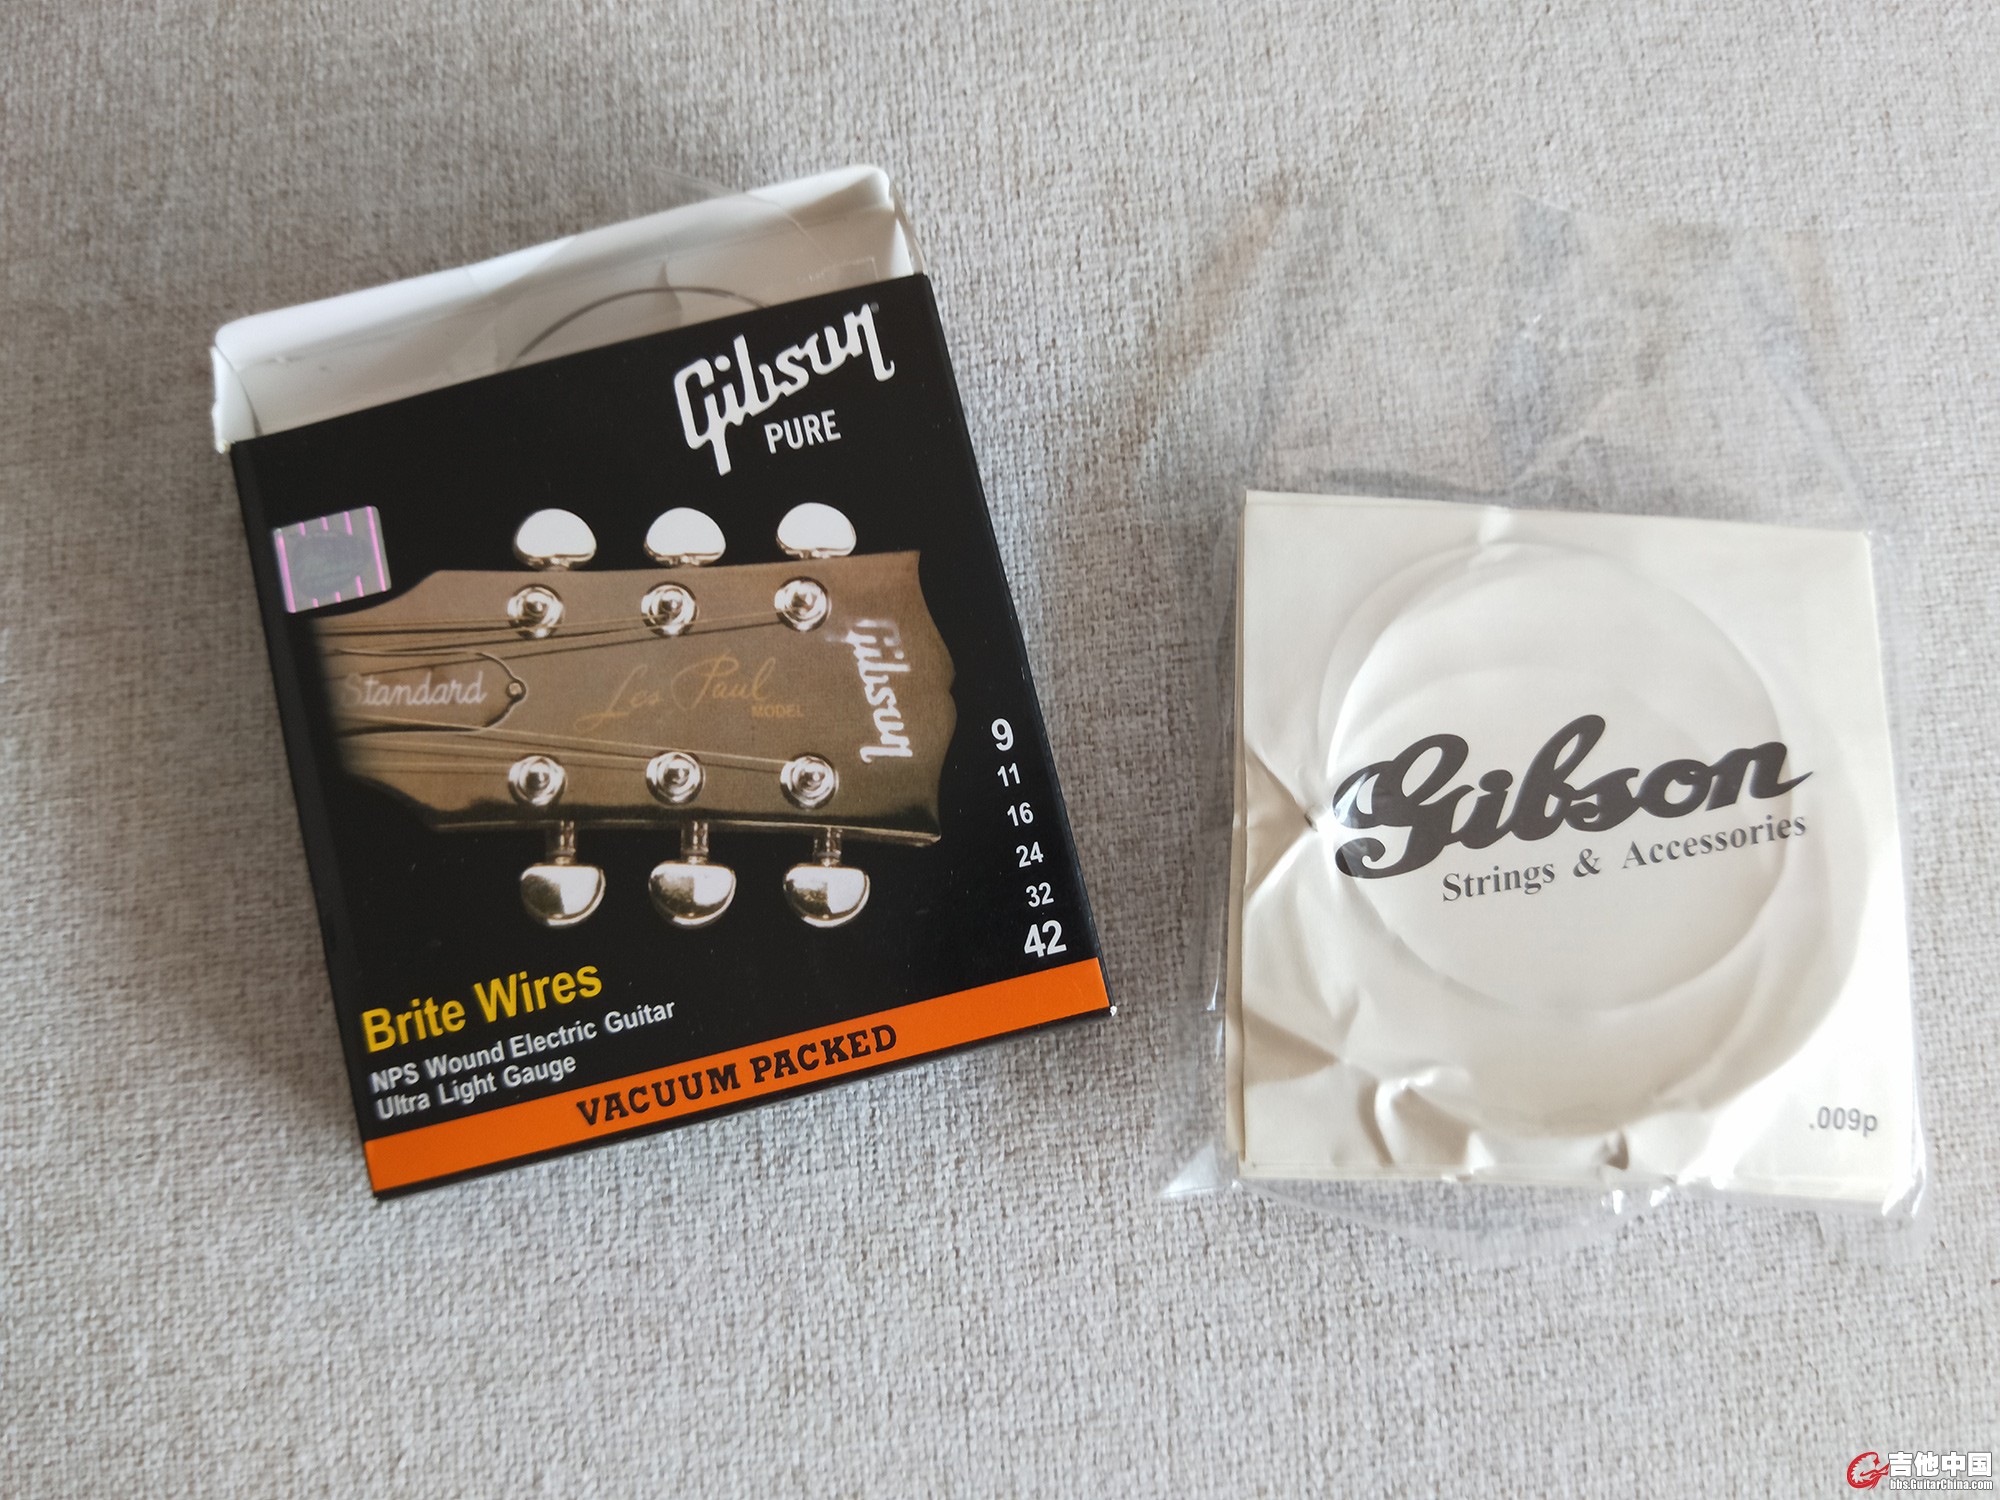 Gibson
PURE
Standard
Les Paul
MODEL
Gibson
9
11
16
24
32
42
Brite Wires
NPS Wound Electric Guitar
Ultra Light Gauge
VACUUM PACKED
Gibson
Strings & Accessories
.009p
吉他中国
bbs.GuitarChina.com